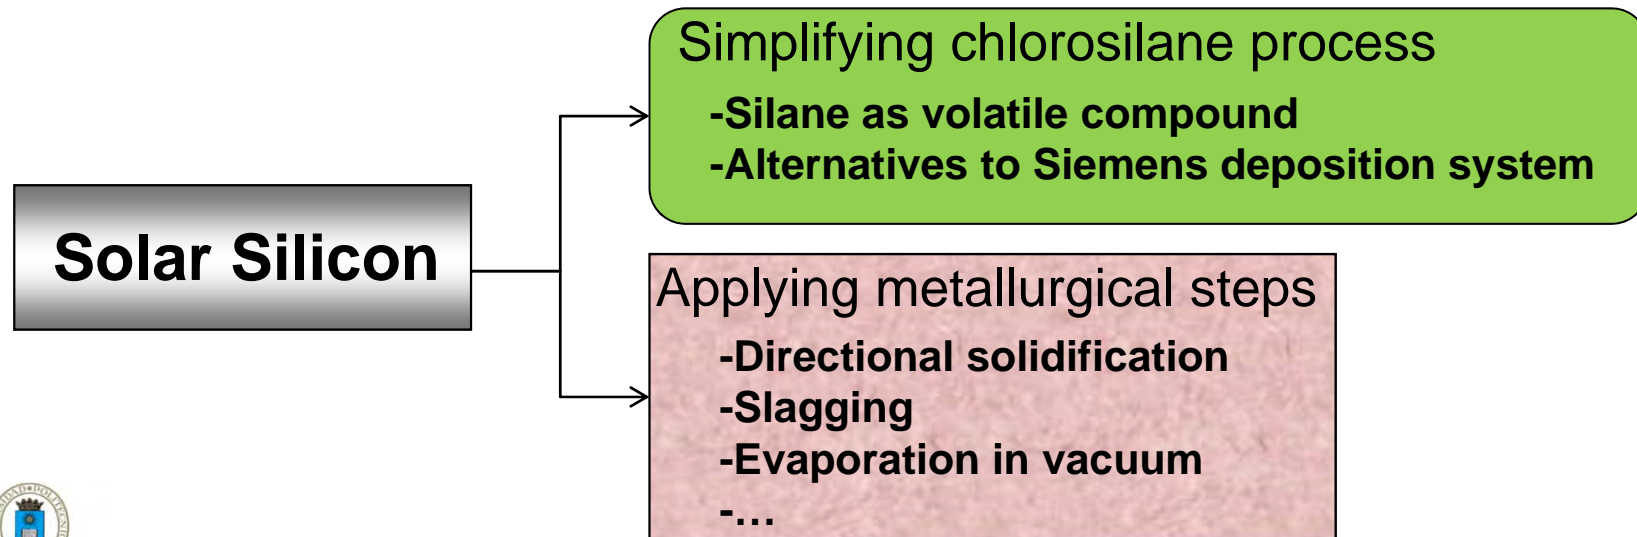 Solar Silicon
Simplifying chlorosilane process
-Silane as volatile compound
-Alternatives to Siemens deposition system
Applying metallurgical steps
-Directional solidification
-Slagging
-Evaporation in vacuum
-...